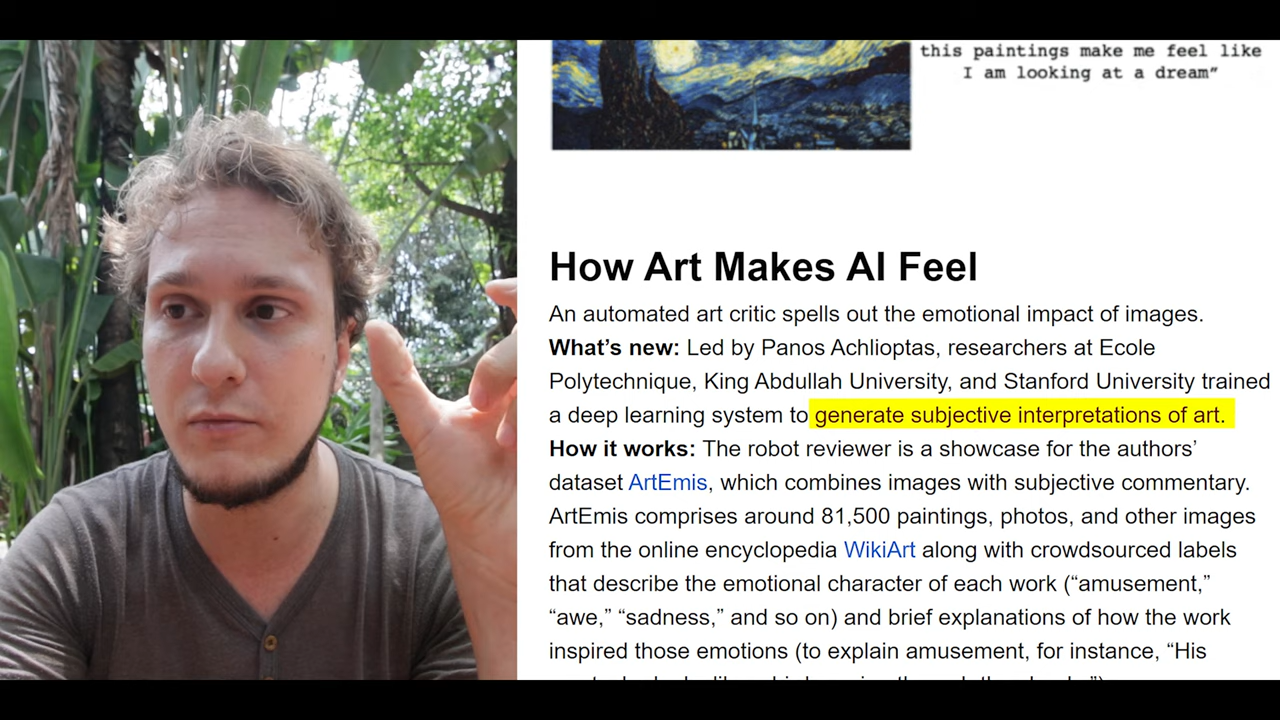 this paintings make me feel like
I am looking at a dream”
How Art Makes AI Feel
An automated art critic spells out the emotional impact of images.
What’s new: Led by Panos Achlioptas, researchers at Ecole
Polytechnique, King Abdullah University, and Stanford University trained
a deep learning system to generate subjective interpretations of art.
How it works: The robot reviewer is a showcase for the authors’
dataset ArtEmis, which combines images with subjective commentary.
ArtEmis comprises around 81,500 paintings, photos, and other images
from the online encyclopedia WikiArt along with crowdsourced labels
that describe the emotional character of each work (“amusement,”
“awe,” “sadness,” and so on) and brief explanations of how the work
inspired those emotions (to explain amusement, for instance, “His